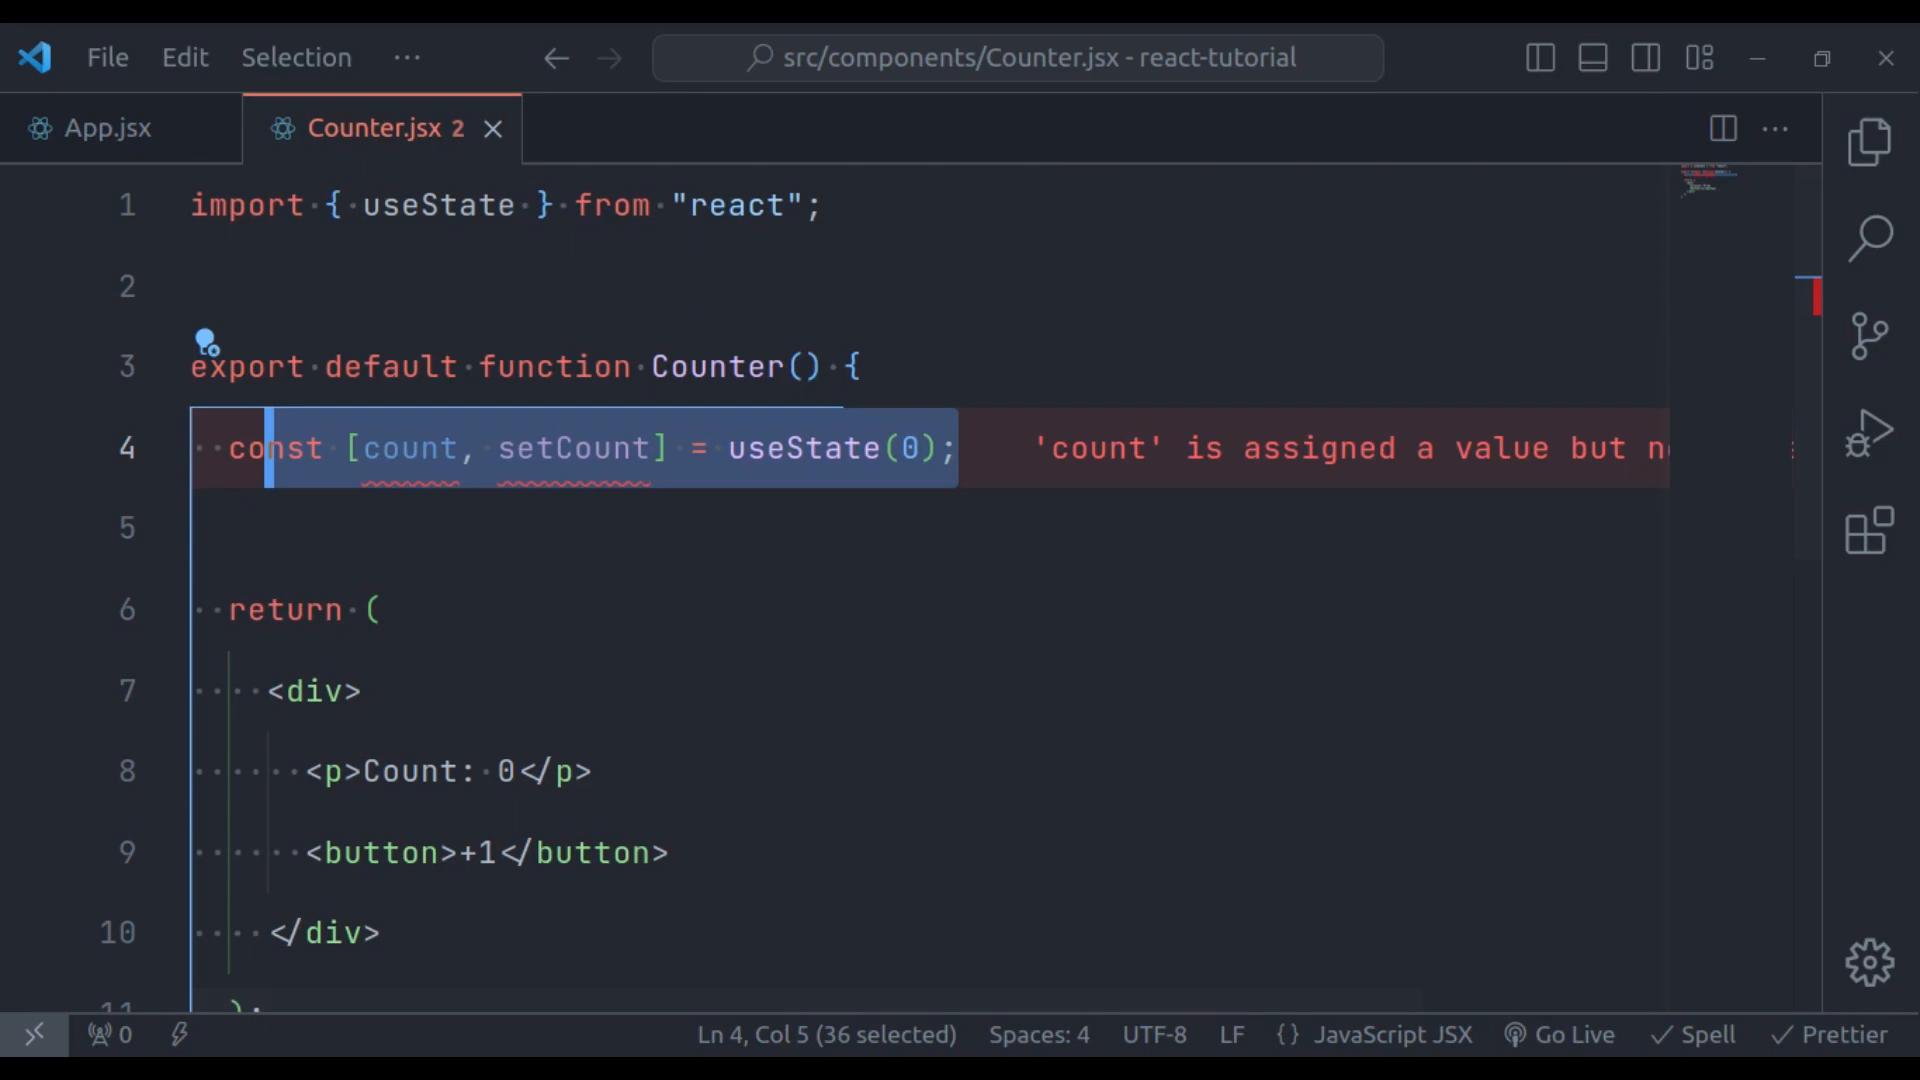 File Edit Selection ··· src/components/Counter.jsx - react-tutorial
App.jsx Counter.jsx 2
1 import { useState } from "react";
2
3 export default function Counter() {
4 const [count, setCount] = useState(0); 'count' is assigned a value but
5
6 return (
7 <div>
8 <p>Count: 0</p>
9 <button>+1</button>
10 </div>
11 );
0 Ln 4, Col 5 (36 selected) Spaces: 4 UTF-8 LF {} JavaScript JSX Go Live ✓ Spell ✓ Prettier